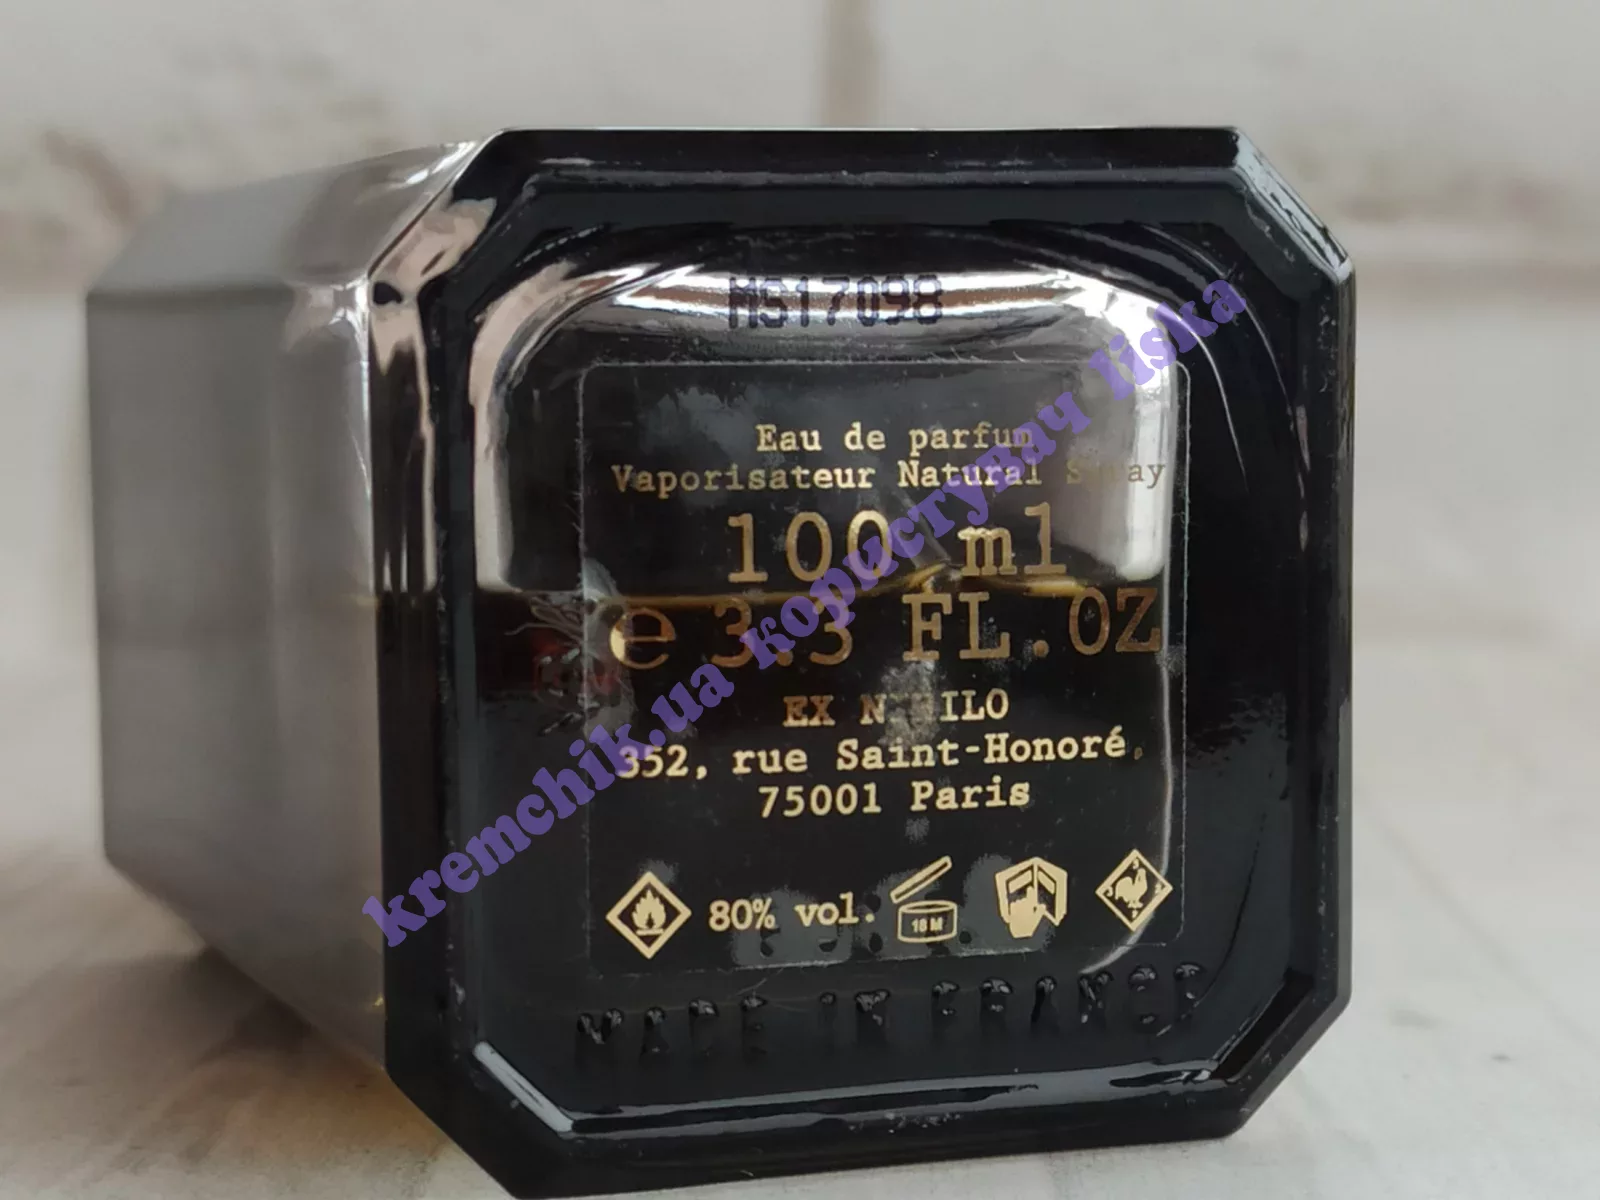 MS17098
Eau de parfum
Vaporisateur Natural Spray
100 ml
e 3.3 FL.OZ
EX NIHILO
352, rue Saint-Honoré,
75001 Paris
80% vol.
18 M
MADE IN FRANCE
kremchik.ua користувач liska